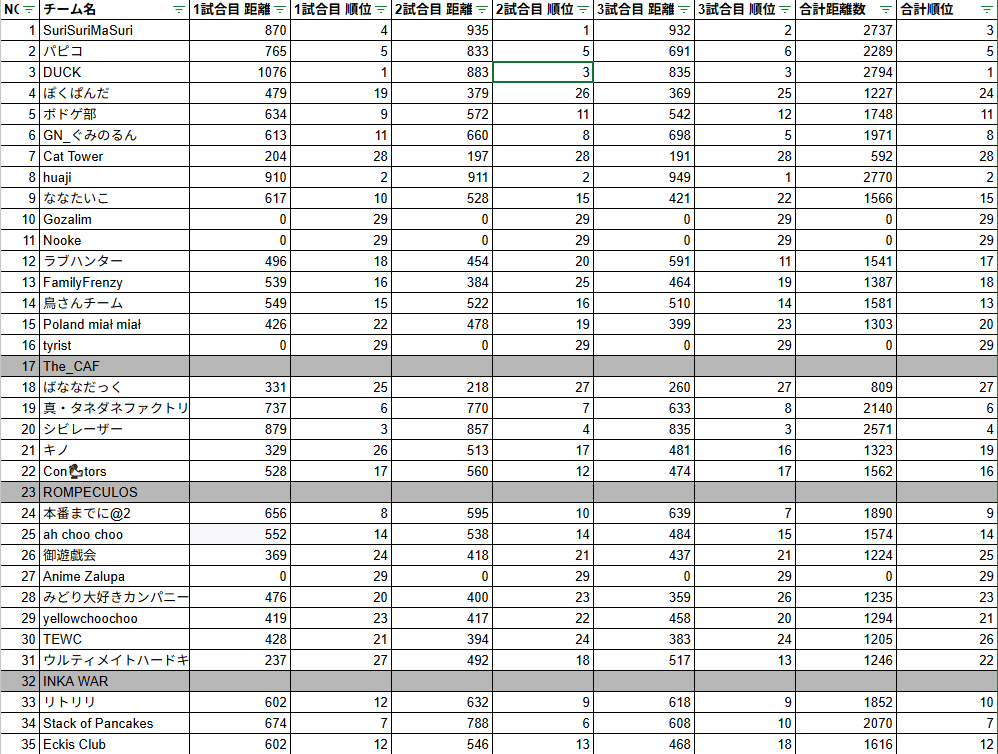 NO チーム名 1試合目 距離 1試合目 順位 2試合目 距離 2試合目 順位 3試合目 距離 3試合目 順位 合計距離数 合計順位
1 SuriSuriMaSuri 870 4 935 1 932 2 2737 3
2 パピコ 765 5 833 5 691 6 2289 5
3 DUCK 1076 1 883 3 835 3 2794 1
4 ぼくぱんだ 479 19 379 26 369 25 1227 24
5 ボドゲ部 634 9 572 11 542 12 1748 11
6 GN_ぐみのるん 613 11 660 8 698 5 1971 8
7 Cat Tower 204 28 197 28 191 28 592 28
8 huaji 910 2 911 2 949 1 2770 2
9 ななたいこ 617 10 528 15 421 22 1566 15
10 Gozalim 0 29 0 29 0 29 0 29
11 Nooke 0 29 0 29 0 29 0 29
12 ラブハンター 496 18 454 20 591 11 1541 17
13 FamilyFrenzy 539 16 384 25 464 19 1387 18
14 鳥さんチーム 549 15 522 16 510 14 1581 13
15 Poland miał miał 426 22 478 19 399 23 1303 20
16 tyrist 0 29 0 29 0 29 0 29
17 The_CAF
18 ばななだっく 331 25 218 27 260 27 809 27
19 真・タネダネファクトリ 737 6 770 7 633 8 2140 6
20 シビレーザー 879 3 857 4 835 3 2571 4
21 キノ 329 26 513 17 481 16 1323 19
22 Con tors 528 17 560 12 474 17 1562 16
23 ROMPECULOS
24 本番までに@2 656 8 595 10 639 7 1890 9
25 ah choo choo 552 14 538 14 484 15 1574 14
26 御遊戯会 369 24 418 21 437 21 1224 25
27 Anime Zalupa 0 29 0 29 0 29 0 29
28 みどり大好きカンパニー 476 20 400 23 359 26 1235 23
29 yellowchoochoo 419 23 417 22 458 20 1294 21
30 TEWC 428 21 394 24 383 24 1205 26
31 ウルティメイトハードキ 237 27 492 18 517 13 1246 22
32 INKA WAR
33 リトリリ 602 12 632 9 618 9 1852 10
34 Stack of Pancakes 674 7 788 6 608 10 2070 7
35 Eckis Club 602 12 546 13 468 18 1616 12